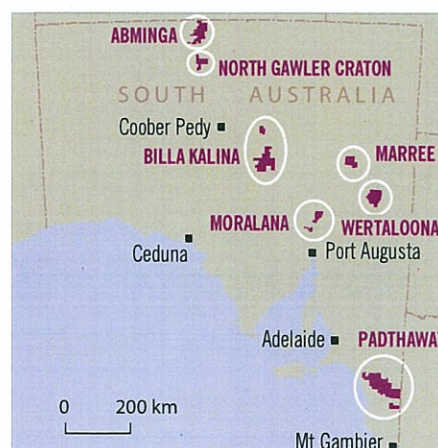 ABMINGA
NORTH GAWLER CRATON
SOUTH AUSTRALIA
Coober Pedy
BILLA KALINA
MARREE
MORALANA
WERTALOONA
Ceduna
Port Augusta
Adelaide
PADTHAWA
0 200 km
Mt Gambier